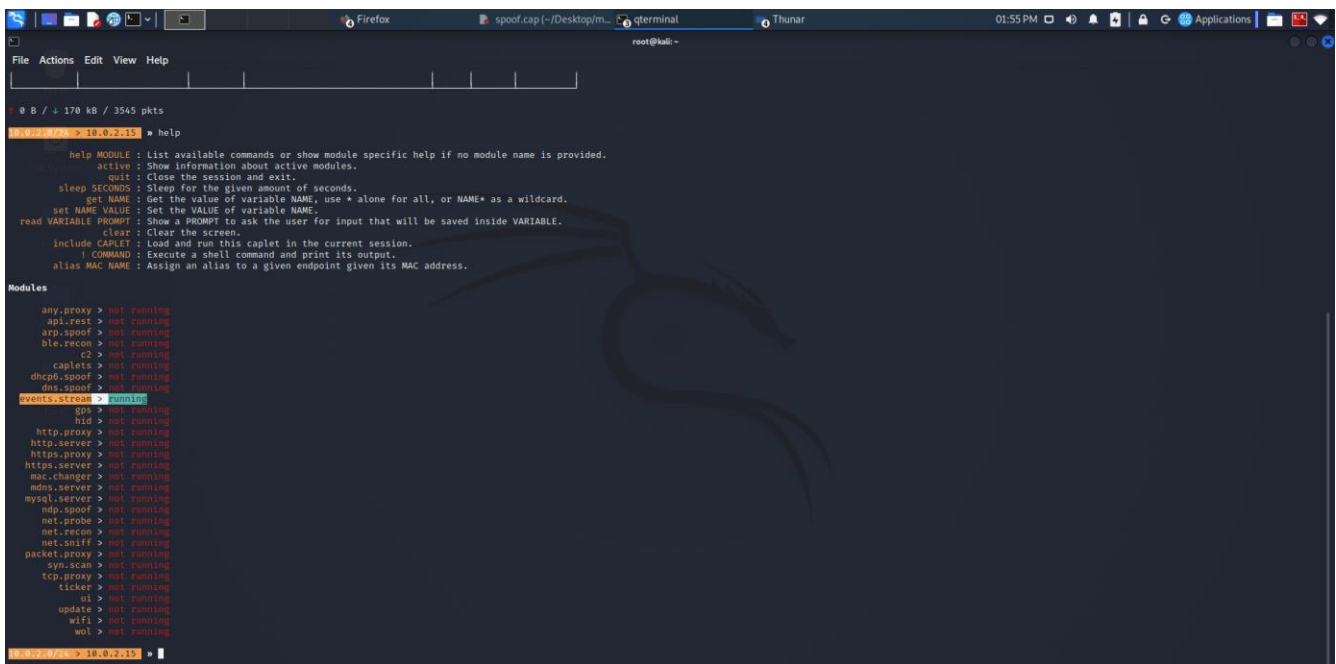 Firefox
spoof.cap (~/Desktop/m...
qterminal
Thunar
01:55 PM
Applications
root@kali: ~
File Actions Edit View Help
↑ 0 B / ↓ 170 kB / 3545 pkts
10.0.2.0/24 > 10.0.2.15 » help
help MODULE : List available commands or show module specific help if no module name is provided.
active : Show information about active modules.
quit : Close the session and exit.
sleep SECONDS : Sleep for the given amount of seconds.
get NAME : Get the value of variable NAME, use * alone for all, or NAME* as a wildcard.
set NAME VALUE : Set the VALUE of variable NAME.
read VARIABLE PROMPT : Show a PROMPT to ask the user for input that will be saved inside VARIABLE.
clear : Clear the screen.
include CAPLET : Load and run this caplet in the current session.
! COMMAND : Execute a shell command and print its output.
alias MAC NAME : Assign an alias to a given endpoint given its MAC address.
Modules
any.proxy > not running
api.rest > not running
arp.spoof > not running
ble.recon > not running
c2 > not running
caplets > not running
dhcp6.spoof > not running
dns.spoof > not running
events.stream > running
gps > not running
hid > not running
http.proxy > not running
http.server > not running
https.proxy > not running
https.server > not running
mac.changer > not running
mdns.server > not running
mysql.server > not running
ndp.spoof > not running
net.probe > not running
net.recon > not running
net.sniff > not running
packet.proxy > not running
syn.scan > not running
tcp.proxy > not running
ticker > not running
ui > not running
update > not running
wifi > not running
wol > not running
10.0.2.0/24 > 10.0.2.15 »